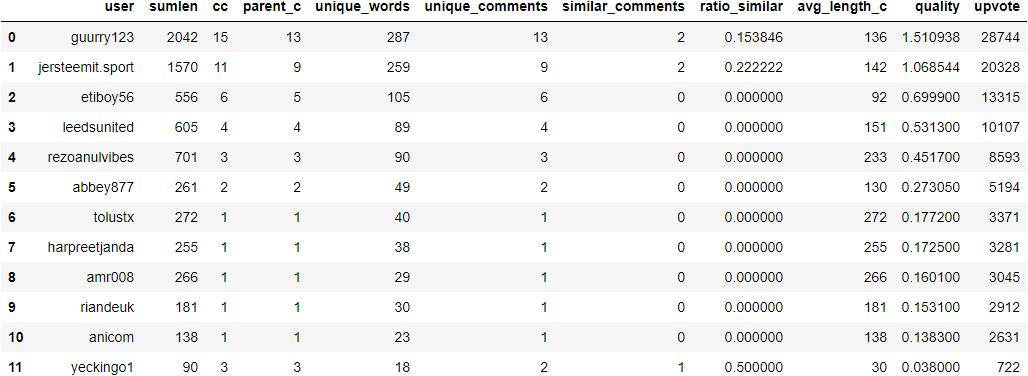 user sumlen cc parent_c unique_words unique_comments similar_comments ratio_similar avg_length_c quality upvote
0 guurry123 2042 15 13 287 13 2 0.153846 136 1.510938 28744
1 jersteemit.sport 1570 11 9 259 9 2 0.222222 142 1.068544 20328
2 etiboy56 556 6 5 105 6 0 0.000000 92 0.699900 13315
3 leedsunited 605 4 4 89 4 0 0.000000 151 0.531300 10107
4 rezoanulvibes 701 3 3 90 3 0 0.000000 233 0.451700 8593
5 abbey877 261 2 2 49 2 0 0.000000 130 0.273050 5194
6 tolustx 272 1 1 40 1 0 0.000000 272 0.177200 3371
7 harpreetjanda 255 1 1 38 1 0 0.000000 255 0.172500 3281
8 amr008 266 1 1 29 1 0 0.000000 266 0.160100 3045
9 riandeuk 181 1 1 30 1 0 0.000000 181 0.153100 2912
10 anicom 138 1 1 23 1 0 0.000000 138 0.138300 2631
11 yeckingo1 90 3 3 18 2 1 0.500000 30 0.038000 722